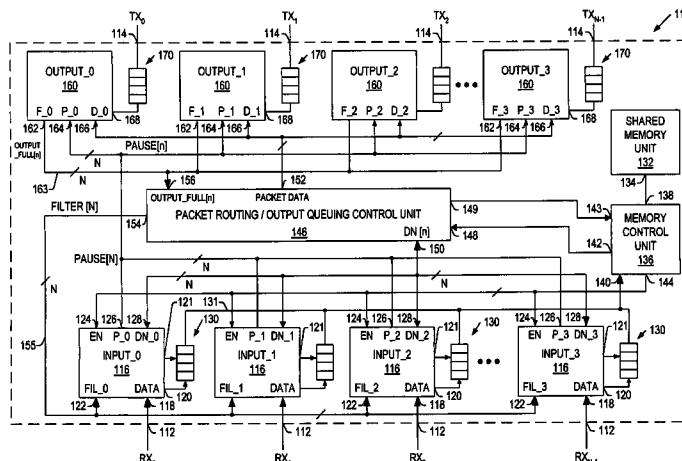 TX0 TX1 TX2 TXN-1
114 114 114 114
170 170 170
OUTPUT_0 OUTPUT_1 OUTPUT_2 OUTPUT_3
160 160 160 160
F_0 P_0 D_0 F_1 P_1 D_1 F_2 P_2 D_2 F_3 P_3 D_3
168 168 168
162 164 166 162 164 166 162 164 166
SHARED MEMORY UNIT
132
134
OUTPUT_FULL[n]
PAUSE[n]
N N
163 156 152
138
OUTPUT_FULL[n] PACKET DATA
FILTER [N]
154
PACKET ROUTING / OUTPUT QUEUING CONTROL UNIT
146
149 143
148 142
MEMORY CONTROL UNIT
136
DN [n]
150
140 144
PAUSE[N]
N N N N N
131
124 126 128 121 130
124 126 128 121
124 126 128 121 130
124 126 128 121 130
155
EN P_0 DN_0 EN P_1 DN_1 EN P_2 DN_2 EN P_3 DN_3
INPUT_0 INPUT_1 INPUT_2 INPUT_3
116 116 116 116
FIL_0 DATA FIL_1 DATA FIL_2 DATA FIL_3 DATA
120 120 120 120
122 118 122 118 122 118 122 118
112 112 112 112